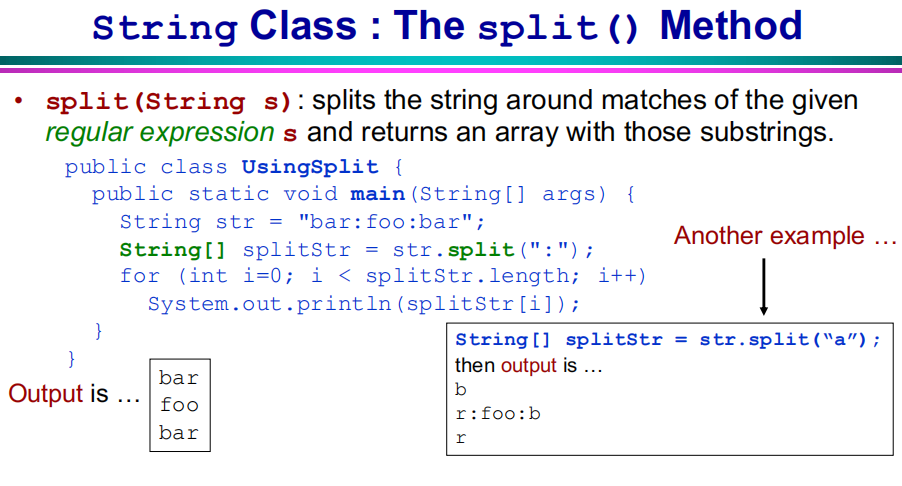 String Class : The split() Method
• split(String s): splits the string around matches of the given
regular expression s and returns an array with those substrings.
public class UsingSplit {
public static void main(String[] args) {
String str = "bar:foo:bar";
String[] splitStr = str.split(":");
for (int i=0; i < splitStr.length; i++)
System.out.println(splitStr[i]);
}
}
Output is …
bar
foo
bar
Another example …
String[] splitStr = str.split(“a”);
then output is …
b
r:foo:b
r